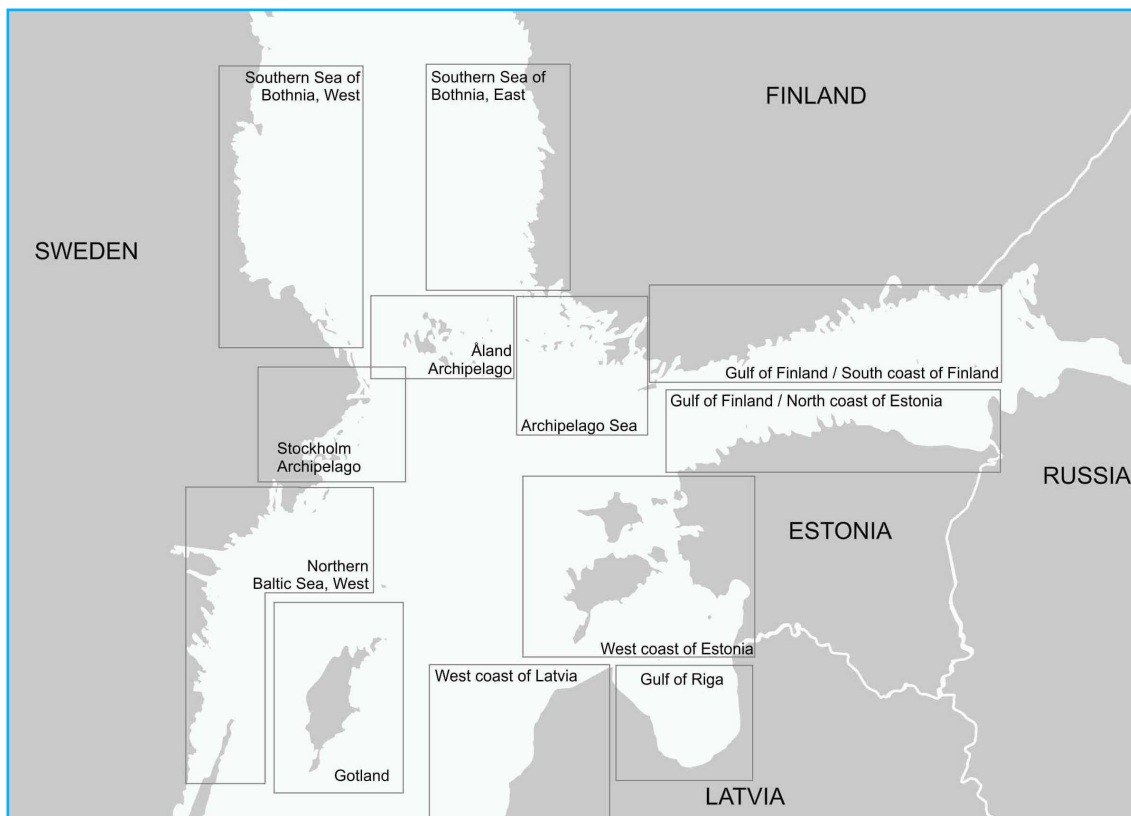 Southern Sea of
Bothnia, West
Southern Sea of
Bothnia, East
FINLAND
SWEDEN
Åland
Archipelago
Gulf of Finland / South coast of Finland
Gulf of Finland / North coast of Estonia
Archipelago Sea
Stockholm
Archipelago
RUSSIA
ESTONIA
Northern
Baltic Sea, West
West coast of Estonia
West coast of Latvia
Gulf of Riga
Gotland
LATVIA